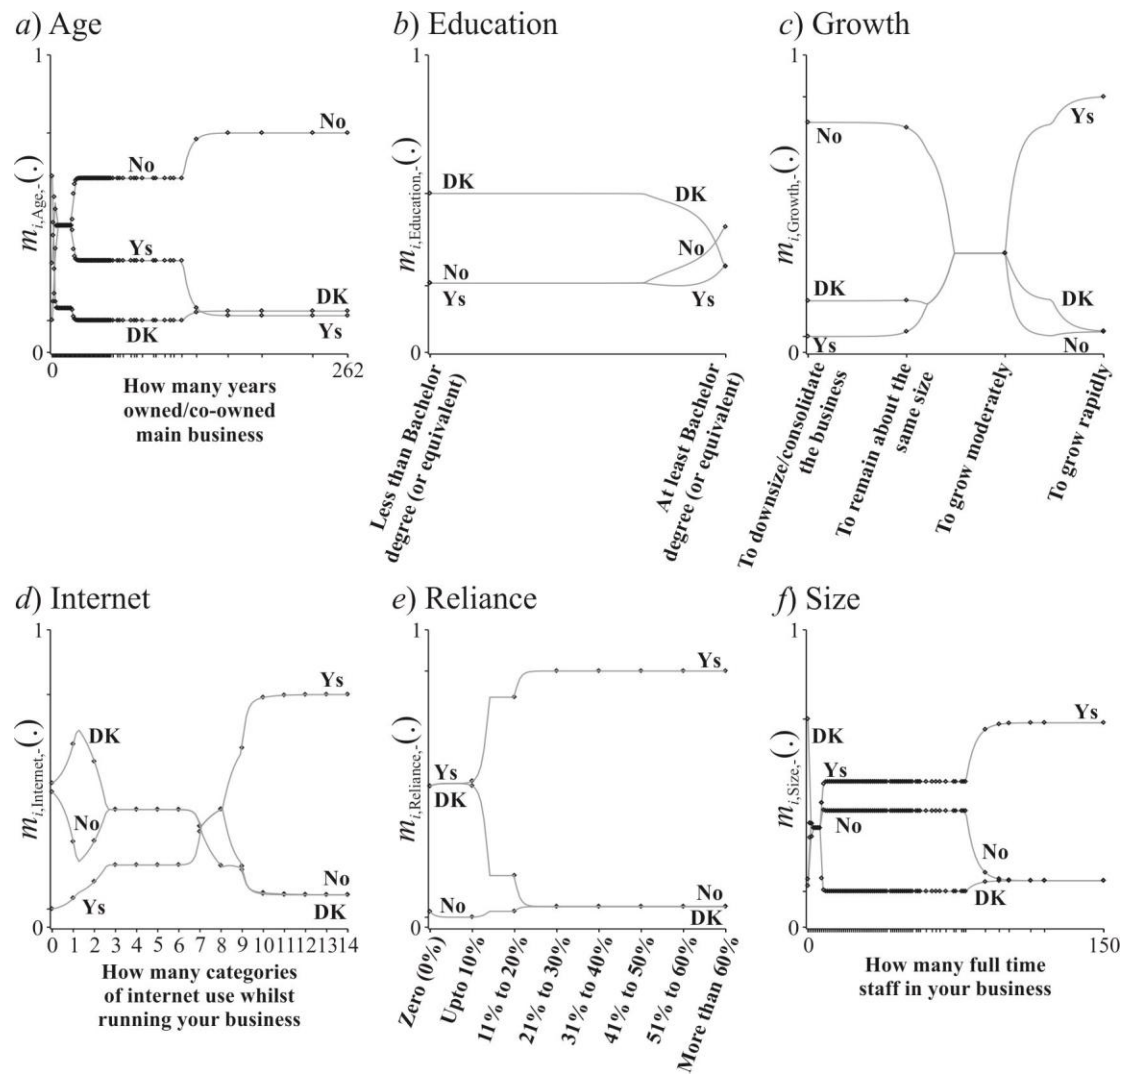 a) Age
1
m_{i,Age,-}(.)
No
No
Ys
DK
DK
Ys
0
0
262
How many years
owned/co-owned
main business
b) Education
1
m_{i,Education,-}(.)
DK
DK
No
No
Ys
Ys
0
Less than Bachelor
degree (or equivalent)
At least Bachelor
degree (or equivalent)
c) Growth
1
m_{i,Growth,-}(.)
No
Ys
DK
DK
Ys
No
0
To downsize/consolidate
the business
To remain about the
same size
To grow moderately
To grow rapidly
d) Internet
1
m_{i,Internet,-}(.)
DK
Ys
No
No
Ys
DK
0
0 1 2 3 4 5 6 7 8 9 10 11 12 13 14
How many categories
of internet use whilst
running your business
e) Reliance
1
m_{i,Reliance,-}(.)
Ys
Ys
DK
No
No
DK
0
Zero (0%)
Upto 10%
11% to 20%
21% to 30%
31% to 40%
41% to 50%
51% to 60%
More than 60%
f) Size
1
m_{i,Size,-}(.)
DK
Ys
Ys
No
No
DK
0
0
150
How many full time
staff in your business